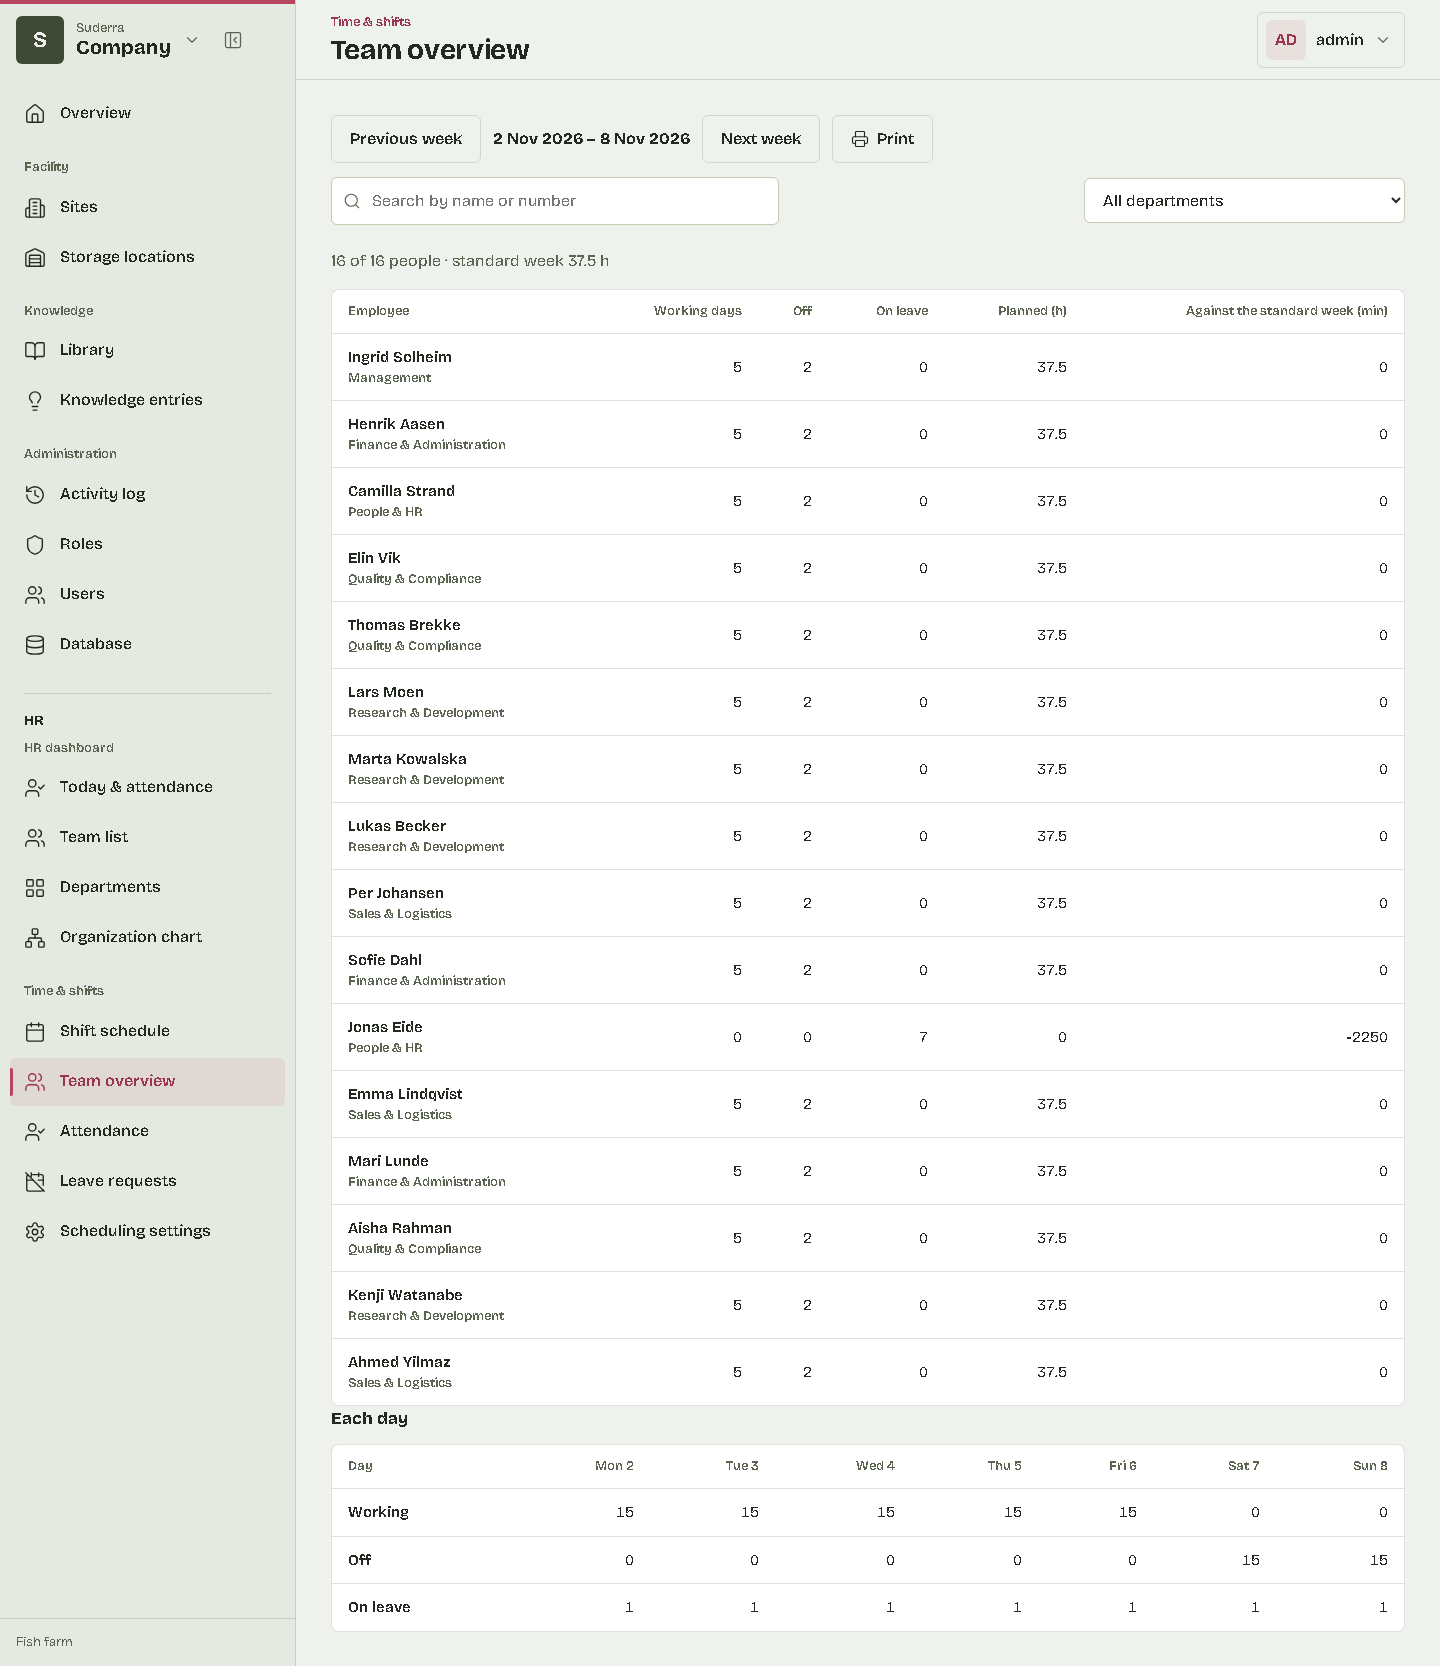 S
Suderra
Company
Overview
Facility
Sites
Storage locations
Knowledge
Library
Knowledge entries
Administration
Activity log
Roles
Users
Database
HR
HR dashboard
Today & attendance
Team list
Departments
Organization chart
Time & shifts
Shift schedule
Team overview
Attendance
Leave requests
Scheduling settings
Fish farm
Time & shifts
Team overview
AD admin
Previous week 2 Nov 2026 – 8 Nov 2026 Next week Print
Search by name or number All departments
16 of 16 people · standard week 37.5 h
Employee Working days Off On leave Planned (h) Against the standard week (min)
Ingrid Solheim
Management
5 2 0 37.5 0
Henrik Aasen
Finance & Administration
5 2 0 37.5 0
Camilla Strand
People & HR
5 2 0 37.5 0
Elin Vik
Quality & Compliance
5 2 0 37.5 0
Thomas Brekke
Quality & Compliance
5 2 0 37.5 0
Lars Moen
Research & Development
5 2 0 37.5 0
Marta Kowalska
Research & Development
5 2 0 37.5 0
Lukas Becker
Research & Development
5 2 0 37.5 0
Per Johansen
Sales & Logistics
5 2 0 37.5 0
Sofie Dahl
Finance & Administration
5 2 0 37.5 0
Jonas Eide
People & HR
0 0 7 0 -2250
Emma Lindqvist
Sales & Logistics
5 2 0 37.5 0
Mari Lunde
Finance & Administration
5 2 0 37.5 0
Aisha Rahman
Quality & Compliance
5 2 0 37.5 0
Kenji Watanabe
Research & Development
5 2 0 37.5 0
Ahmed Yilmaz
Sales & Logistics
5 2 0 37.5 0
Each day
Day Mon 2 Tue 3 Wed 4 Thu 5 Fri 6 Sat 7 Sun 8
Working 15 15 15 15 15 0 0
Off 0 0 0 0 0 15 15
On leave 1 1 1 1 1 1 1